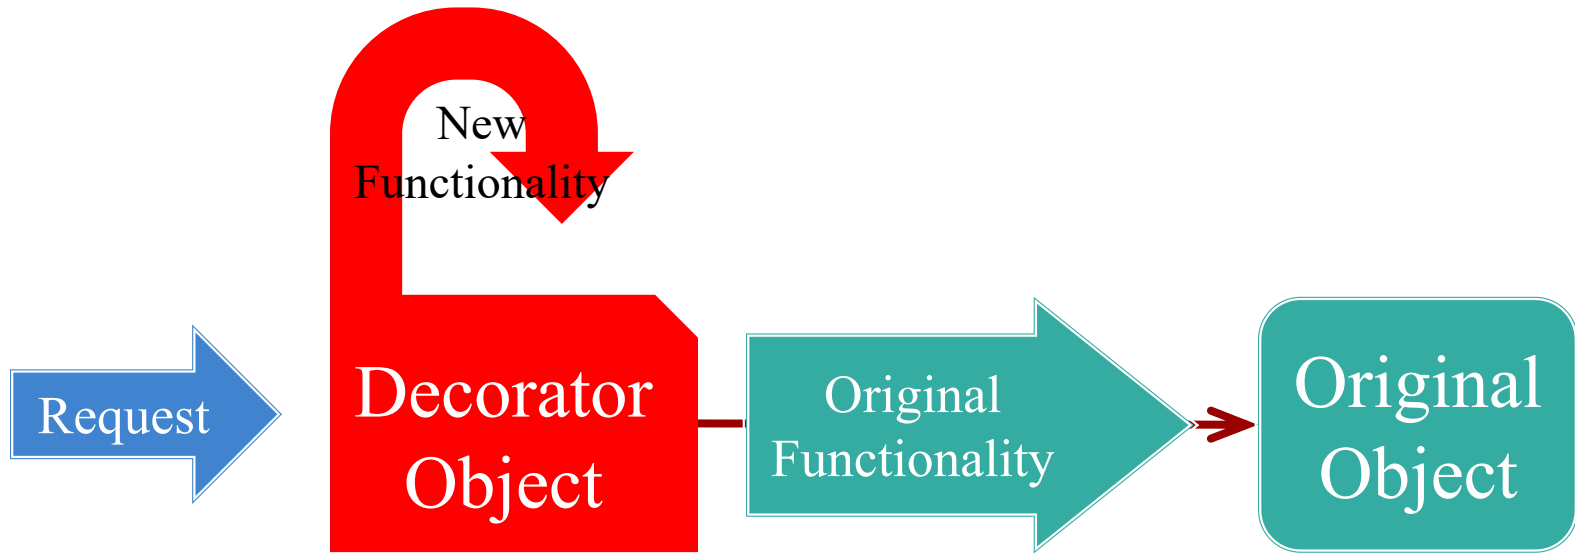 New
Functionality
Request
Decorator
Object
Original
Functionality
Original
Object